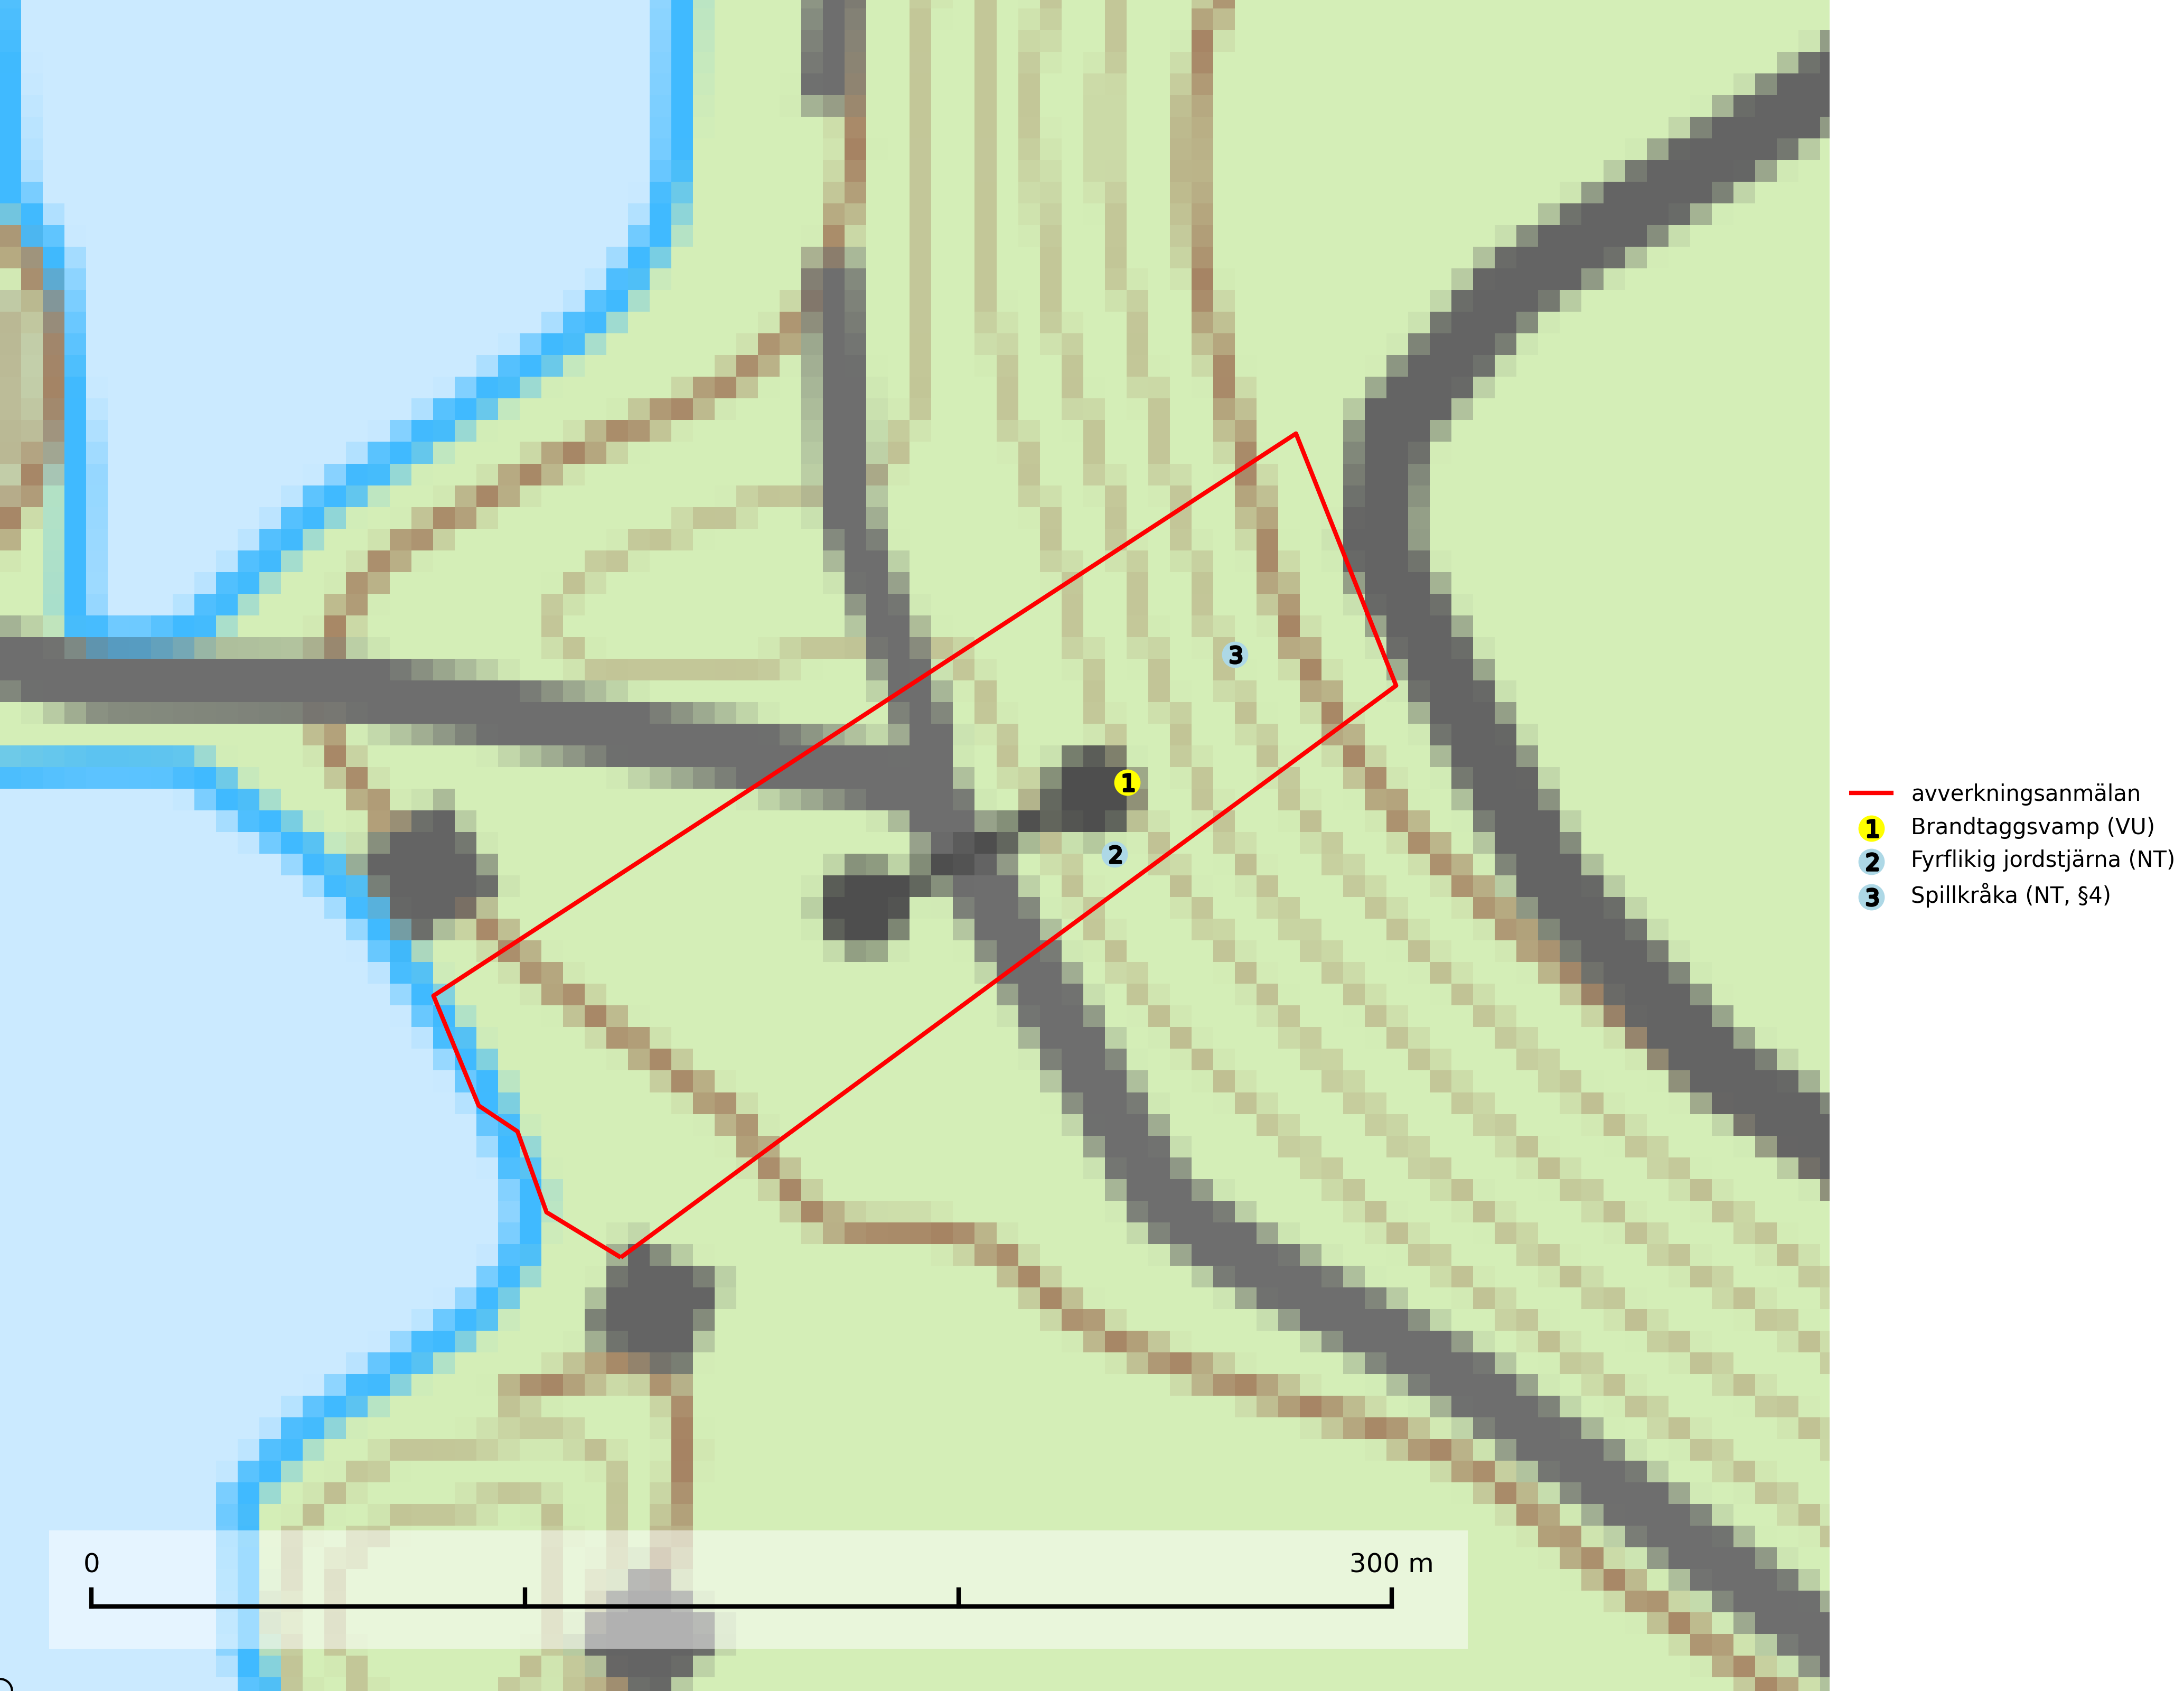 3
1
2
avverkningsanmälan
1 Brandtaggsvamp (VU)
2 Fyrflikig jordstjärna (NT)
3 Spillkråka (NT, §4)
0 300 m